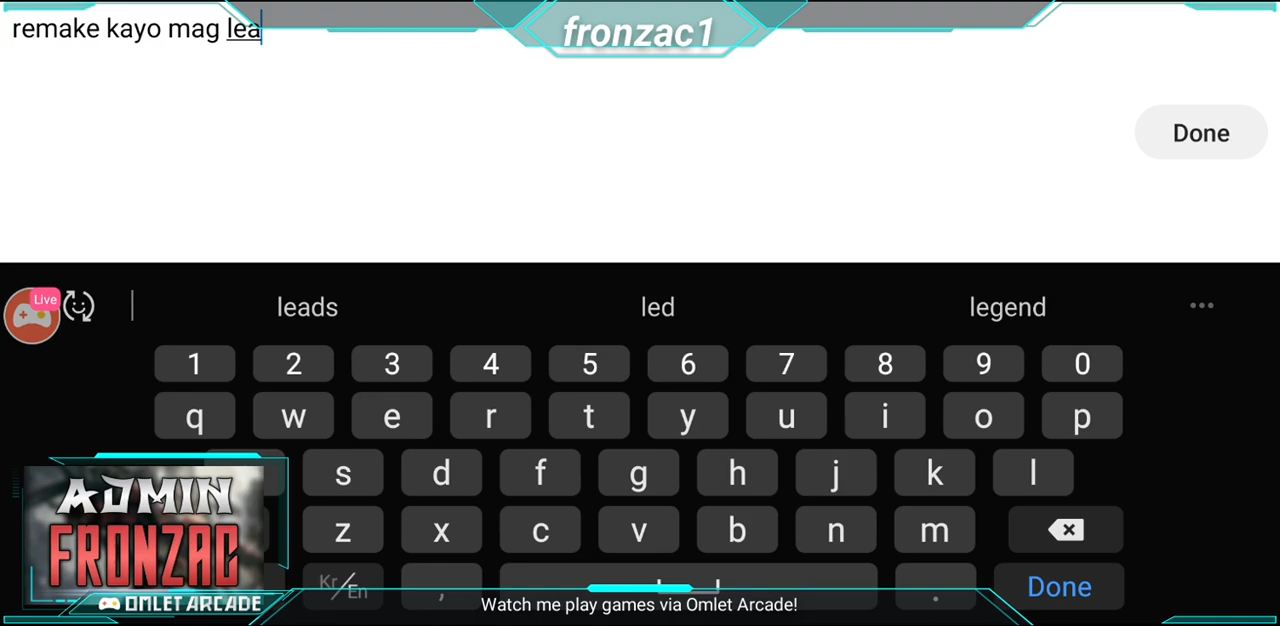 remake kayo mag lea
fronzac1
Done
Live
leads led legend
1 2 3 4 5 6 7 8 9 0
q w e r t y u i o p
s d f g h j k l
z x c v b n m
Kr/En , . Done
ADMIN
FRONZAC
OMLET ARCADE
Watch me play games via Omlet Arcade!